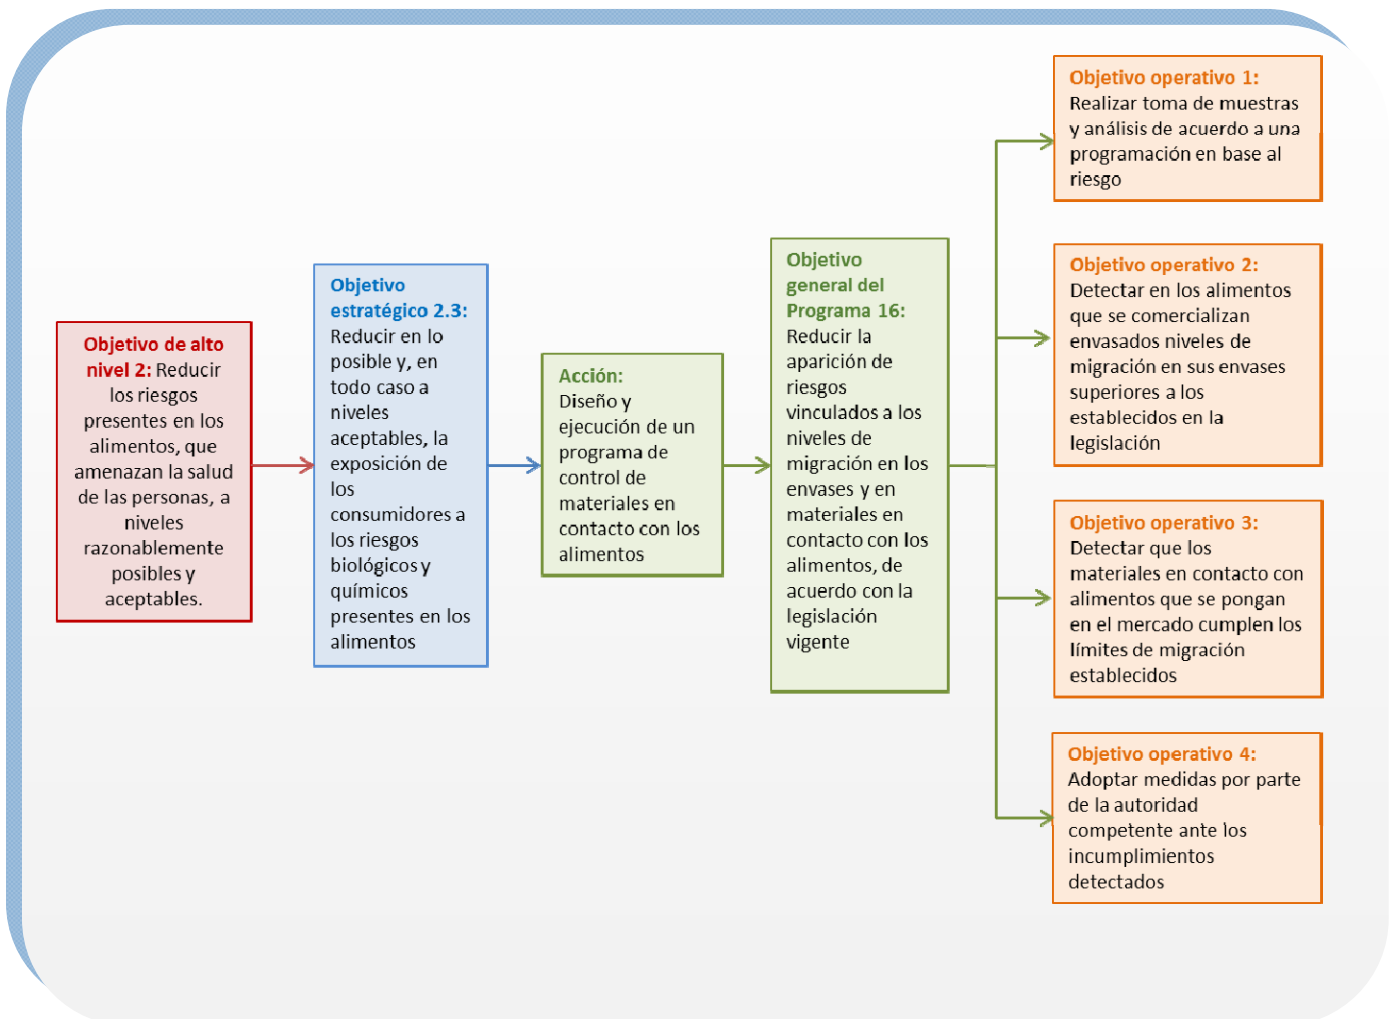 Objetivo de alto
nivel 2: Reducir
los riesgos
presentes en los
alimentos, que
amenazan la salud
de las personas, a
niveles
razonablemente
posibles y
aceptables.
Objetivo
estratégico 2.3:
Reducir en lo
posible y, en
todo caso a
niveles
aceptables, la
exposición de
los
consumidores a
los riesgos
biológicos y
químicos
presentes en los
alimentos
Acción:
Diseño y
ejecución de un
programa de
control de
materiales en
contacto con los
alimentos
Objetivo
general del
Programa 16:
Reducir la
aparición de
riesgos
vinculados a los
niveles de
migración en los
envases y en
materiales en
contacto con los
alimentos, de
acuerdo con la
legislación
vigente
Objetivo operativo 1:
Realizar toma de muestras
y análisis de acuerdo a una
programación en base al
riesgo
Objetivo operativo 2:
Detectar en los alimentos
que se comercializan
envasados niveles de
migración en sus envases
superiores a los
establecidos en la
legislación
Objetivo operativo 3:
Detectar que los
materiales en contacto con
alimentos que se pongan
en el mercado cumplen los
límites de migración
establecidos
Objetivo operativo 4:
Adoptar medidas por parte
de la autoridad
competente ante los
incumplimientos
detectados